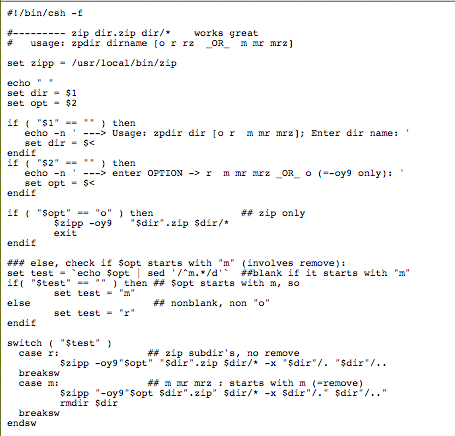 #!/bin/csh -f
#--------- zip dir.zip dir/*    works great
#   usage: zpdir dirname [o r rz  _OR_  m mr mrz]
set zipp = /usr/local/bin/zip
echo " "
set dir = $1
set opt = $2
if ( "$1" == "" ) then
   echo -n ' ---> Usage: zpdir dir [o r  m mr mrz]; Enter dir name: '
   set dir = $<
endif
if ( "$2" == "" ) then
   echo -n ' ---> enter OPTION -> r  m mr mrz _OR_ o (=-oy9 only): '
   set opt = $<
endif
if ( "$opt" == "o" ) then             ## zip only
        $zipp -oy9   "$dir".zip $dir/*
        exit
endif
### else, check if $opt starts with "m" (involves remove):
set test = `echo $opt | sed '/^m.*/d'`  ##blank if it starts with "m"
if( "$test" == "" ) then ## $opt starts with m, so
        set test = "m"
else                     ## nonblank, non "o"
        set test = "r"
endif
switch ( "$test" )
  case r:               ## zip subdir's, no remove
        $zipp -oy9"$opt" "$dir".zip $dir/* -x "$dir"/. "$dir"/..
  breaksw
  case m:               ## m mr mrz : starts with m (=remove)
        $zipp "-oy9"$opt $dir".zip" $dir/* -x $dir"/." $dir"/.."
        rmdir $dir
  breaksw
endsw